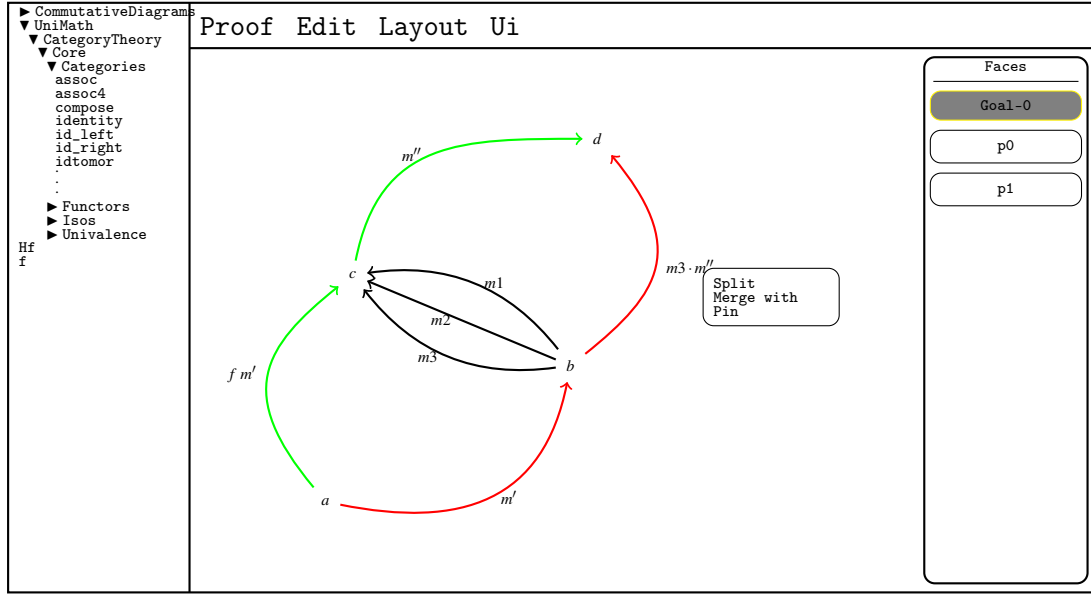 CommutativeDiagrams
UniMath
CategoryTheory
Core
Categories
assoc
assoc4
compose
identity
id_left
id_right
idtomor
.
.
.
Functors
Isos
Univalence
Hf
f
Proof Edit Layout Ui
d
m′′
c
m1
m2
m3
b
m3 · m′′
f m′
a
m′
Split
Merge with
Pin
Faces
Goal-0
p0
p1